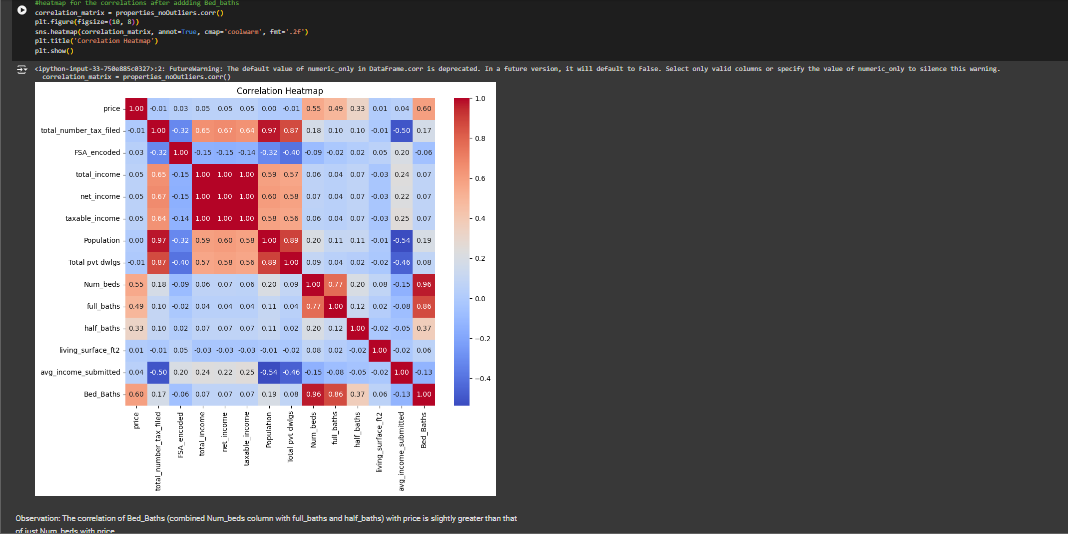 #heatmap for the correlations after addding Bed_baths
correlation_matrix = properties_noOutliers.corr()
plt.figure(figsize=(10, 8))
sns.heatmap(correlation_matrix, annot=True, cmap='coolwarm', fmt='.2f')
plt.title('Correlation Heatmap')
plt.show()
<ipython-input-33-750e885c0327>:2: FutureWarning: The default value of numeric_only in DataFrame.corr is deprecated. In a future version, it will default to False. Select only valid columns or specify the value of numeric_only to silence this warning.
correlation_matrix = properties_noOutliers.corr()
Correlation Heatmap
price 1.00 -0.01 0.03 0.05 0.05 0.05 0.00 -0.01 0.55 0.49 0.33 0.01 0.04 0.60
total_number_tax_filed -0.01 1.00 -0.32 0.65 0.67 0.64 0.97 0.87 0.18 0.10 0.10 -0.01 -0.50 0.17
FSA_encoded 0.03 -0.32 1.00 -0.15 -0.15 -0.14 -0.32 -0.40 -0.09 -0.02 0.02 0.05 0.20 -0.06
total_income 0.05 0.65 -0.15 1.00 1.00 1.00 0.59 0.57 0.06 0.04 0.07 -0.03 0.24 0.07
net_income 0.05 0.67 -0.15 1.00 1.00 1.00 0.60 0.58 0.07 0.04 0.07 -0.03 0.22 0.07
taxable_income 0.05 0.64 -0.14 1.00 1.00 1.00 0.58 0.56 0.06 0.04 0.07 -0.03 0.25 0.07
Population 0.00 0.97 -0.32 0.59 0.60 0.58 1.00 0.89 0.20 0.11 0.11 -0.01 -0.54 0.19
Total pvt dwlgs -0.01 0.87 -0.40 0.57 0.58 0.56 0.89 1.00 0.09 0.04 0.02 -0.02 -0.46 0.08
Num_beds 0.55 0.18 -0.09 0.06 0.07 0.06 0.20 0.09 1.00 0.77 0.20 0.08 -0.15 0.96
full_baths 0.49 0.10 -0.02 0.04 0.04 0.04 0.11 0.04 0.77 1.00 0.12 0.02 -0.08 0.86
half_baths 0.33 0.10 0.02 0.07 0.07 0.07 0.11 0.02 0.20 0.12 1.00 -0.02 -0.05 0.37
living_surface_ft2 0.01 -0.01 0.05 -0.03 -0.03 -0.03 -0.01 -0.02 0.08 0.02 -0.02 1.00 -0.02 0.06
avg_income_submitted 0.04 -0.50 0.20 0.24 0.22 0.25 -0.54 -0.46 -0.15 -0.08 -0.05 -0.02 1.00 -0.13
Bed_Baths 0.60 0.17 -0.06 0.07 0.07 0.07 0.19 0.08 0.96 0.86 0.37 0.06 -0.13 1.00
price
total_number_tax_filed
FSA_encoded
total_income
net_income
taxable_income
Population
Total pvt dwlgs
Num_beds
full_baths
half_baths
living_surface_ft2
avg_income_submitted
Bed_Baths
1.0
0.8
0.6
0.4
0.2
0.0
-0.2
-0.4
Observation: The correlation of Bed_Baths (combined Num_beds column with full_baths and half_baths) with price is slightly greater than that
of just Num_beds with price